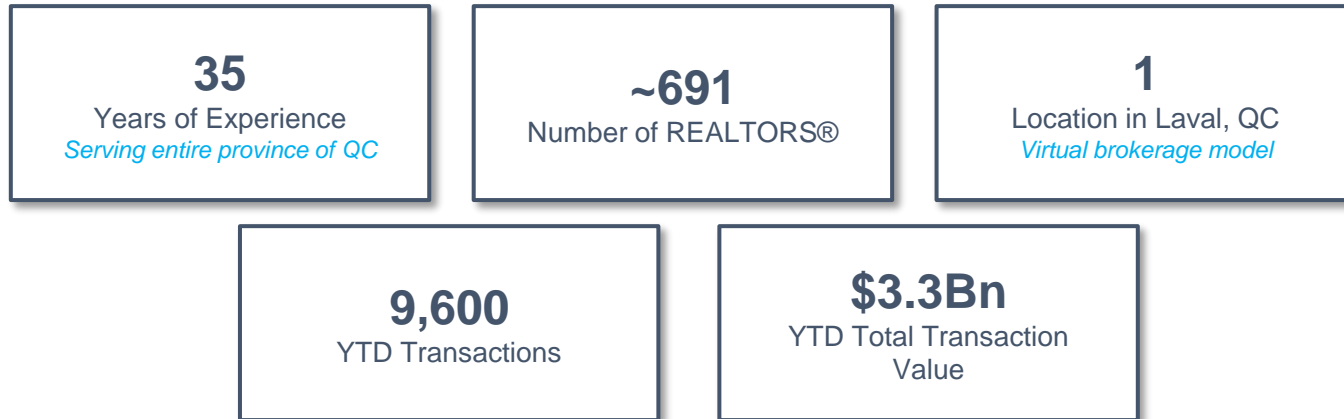 35
Years of Experience
Serving entire province of QC
~691
Number of REALTORS®
1
Location in Laval, QC
Virtual brokerage model
9,600
YTD Transactions
$3.3Bn
YTD Total Transaction
Value